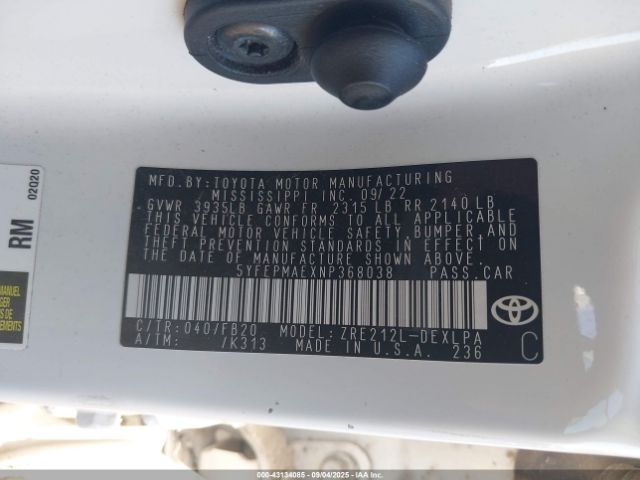 MFD. BY: TOYOTA MOTOR MANUFACTURING
MISSISSIPPI INC. 09/22
GVWR 3935LB GAWR FR 2315 LB RR 2140 LB
THIS VEHICLE CONFORMS TO ALL APPLICABLE
FEDERAL MOTOR VEHICLE SAFETY, BUMPER AND
THEFT PREVENTION STANDARDS IN EFFECT ON
THE DATE OF MANUFACTURE SHOWN ABOVE.
5YFEPMAEXNP368038 PASS.CAR
C/TR: 040/FB20 MODEL: ZRE212L-DEXLPA
A/TM: /K313 MADE IN U.S.A. 236
C
RM
02020
MANUEL
000-43134085 - 09/04/2025 - IAAI.COM